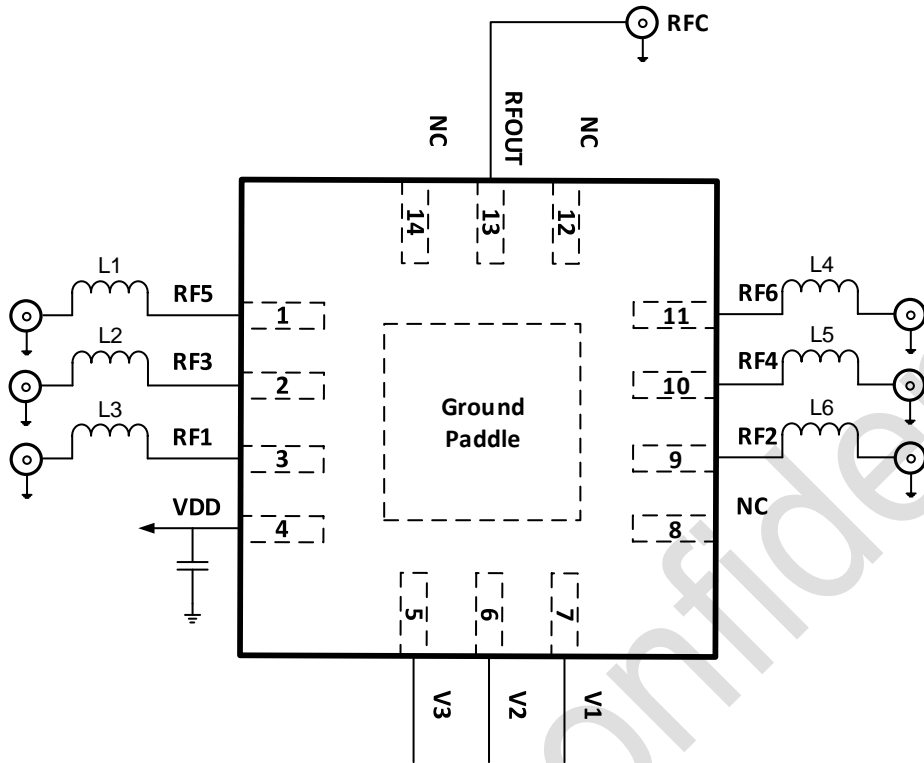 RFC
RFOUT
NC
NC
14
13
12
L1
RF5
1
L2
RF3
2
L3
RF1
3
VDD
4
Ground
Paddle
RF6
L4
11
RF4
L5
10
RF2
L6
9
NC
8
5
6
7
V3
V2
V1